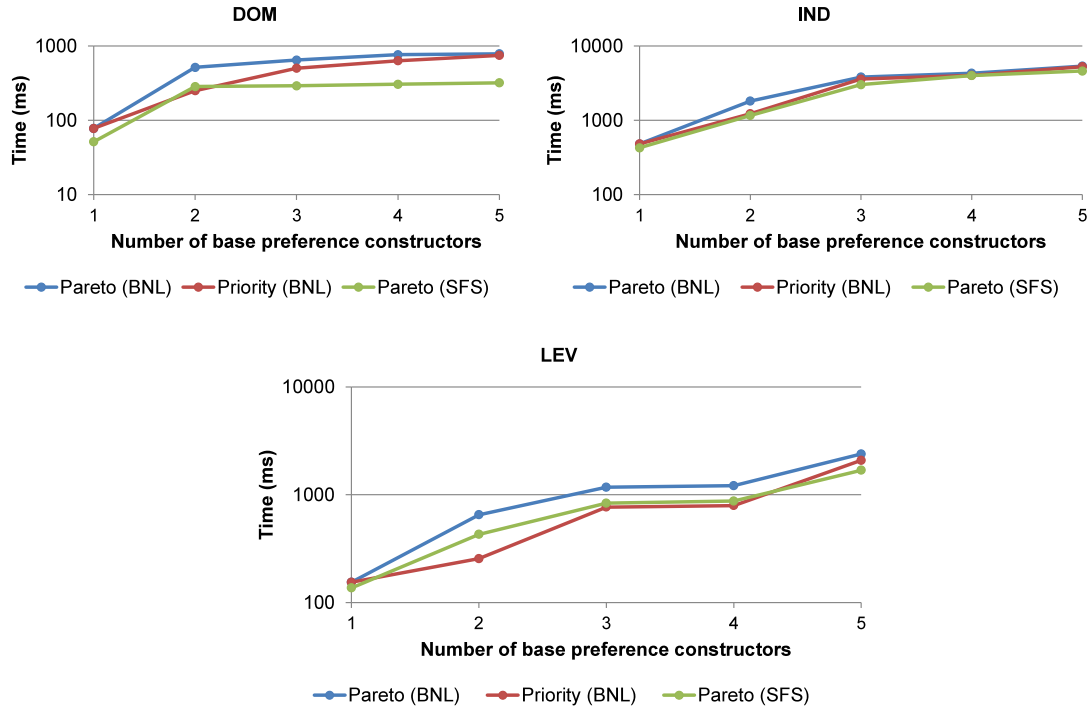 DOM
Time (ms)
1000
100
10
1 2 3 4 5
Number of base preference constructors
Pareto (BNL) Priority (BNL) Pareto (SFS)
IND
Time (ms)
10000
1000
100
1 2 3 4 5
Number of base preference constructors
Pareto (BNL) Priority (BNL) Pareto (SFS)
LEV
Time (ms)
10000
1000
100
1 2 3 4 5
Number of base preference constructors
Pareto (BNL) Priority (BNL) Pareto (SFS)